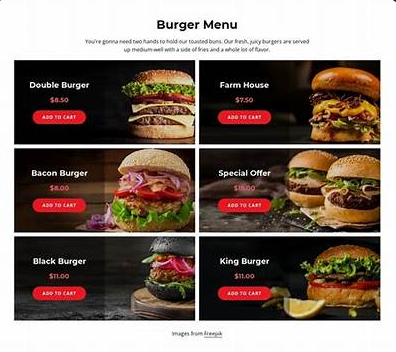 Burger Menu
You're gonna need two hands to hold our toasted buns. Our fresh, juicy burgers are served
up medium-well with a side of fries and a whole lot of flavor.
Double Burger
$8.50
ADD TO CART
Farm House
$7.50
ADD TO CART
Bacon Burger
$8.00
ADD TO CART
Special Offer
ADD TO CART
Black Burger
$11.00
ADD TO CART
King Burger
$11.00
ADD TO CART
Images from Freepik